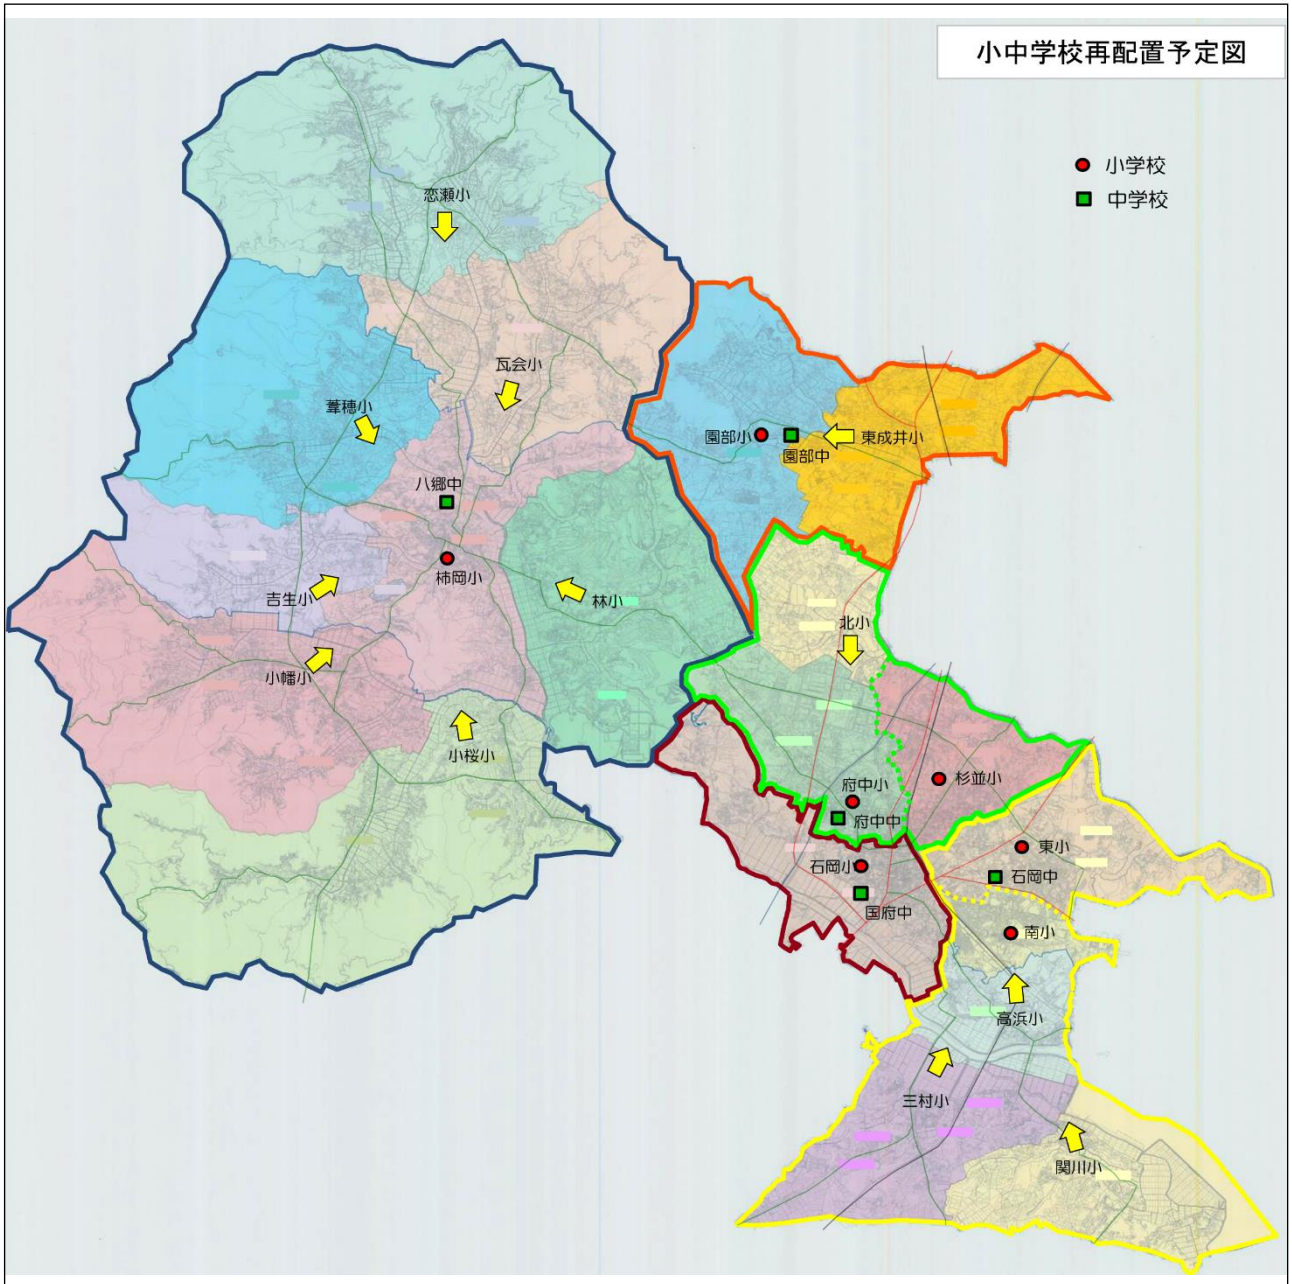 小中学校再配置予定図
小学校
中学校
恋瀬小
瓦会小
葦穂小
園部小
東成井小
園部中
八郷中
柿岡小
吉生小
林小
北小
小幡小
小桜小
杉並小
府中小
府中中
東小
石岡小
石岡中
国府中
南小
高浜小
三村小
関川小